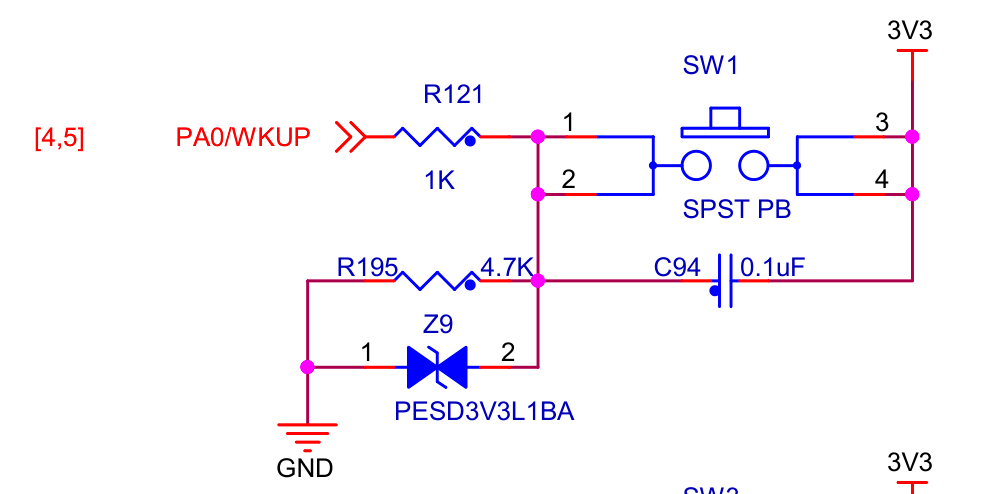 3V3
SW1
R121
[4,5] PA0/WKUP 1 3
1K 2 4
SPST PB
R195 4.7K C94 0.1uF
Z9
1 2
PESD3V3L1BA
GND 3V3
SW2